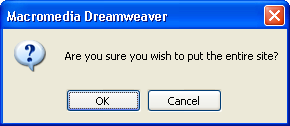 Macromedia Dreamweaver
Are you sure you wish to put the entire site?
OK
Cancel